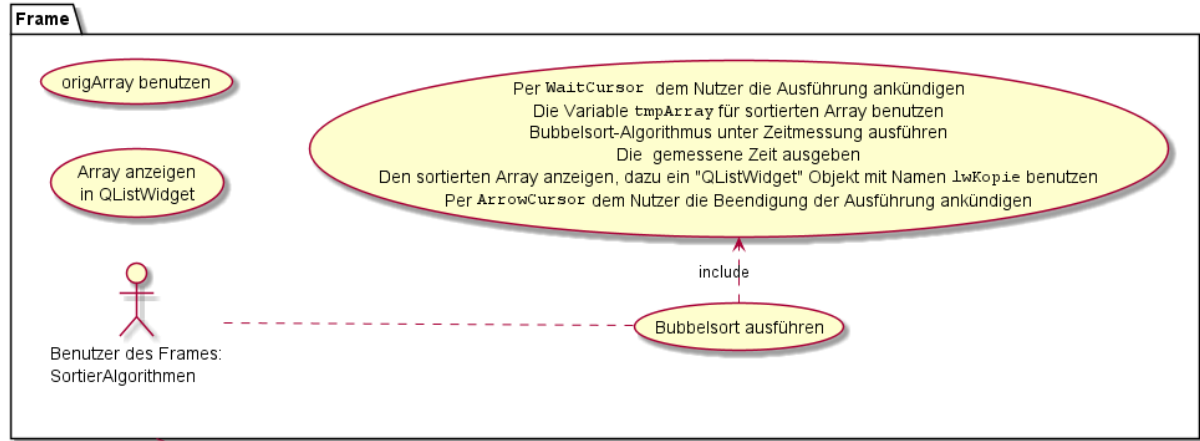 Frame
origArray benutzen
Array anzeigen
in QListWidget
Per WaitCursor dem Nutzer die Ausführung ankündigen
Die Variable tmpArray für sortierten Array benutzen
Bubbelsort-Algorithmus unter Zeitmessung ausführen
Die gemessene Zeit ausgeben
Den sortierten Array anzeigen, dazu ein "QListWidget" Objekt mit Namen lwKopie benutzen
Per ArrowCursor dem Nutzer die Beendigung der Ausführung ankündigen
include
Bubbelsort ausführen
Benutzer des Frames:
SortierAlgorithmen